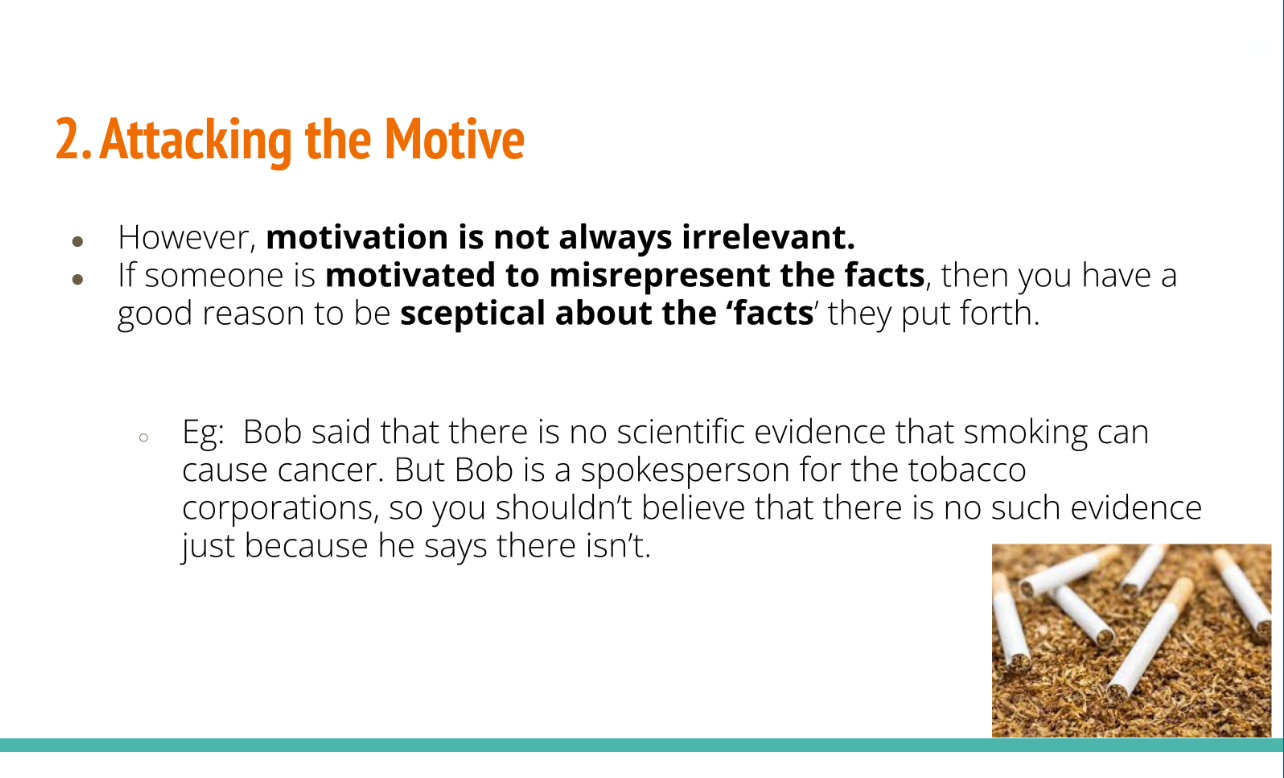 2. Attacking the Motive
● However, motivation is not always irrelevant.
● If someone is motivated to misrepresent the facts, then you have a
good reason to be sceptical about the ‘facts’ they put forth.
○ Eg:  Bob said that there is no scientific evidence that smoking can
cause cancer. But Bob is a spokesperson for the tobacco
corporations, so you shouldn’t believe that there is no such evidence
just because he says there isn’t.